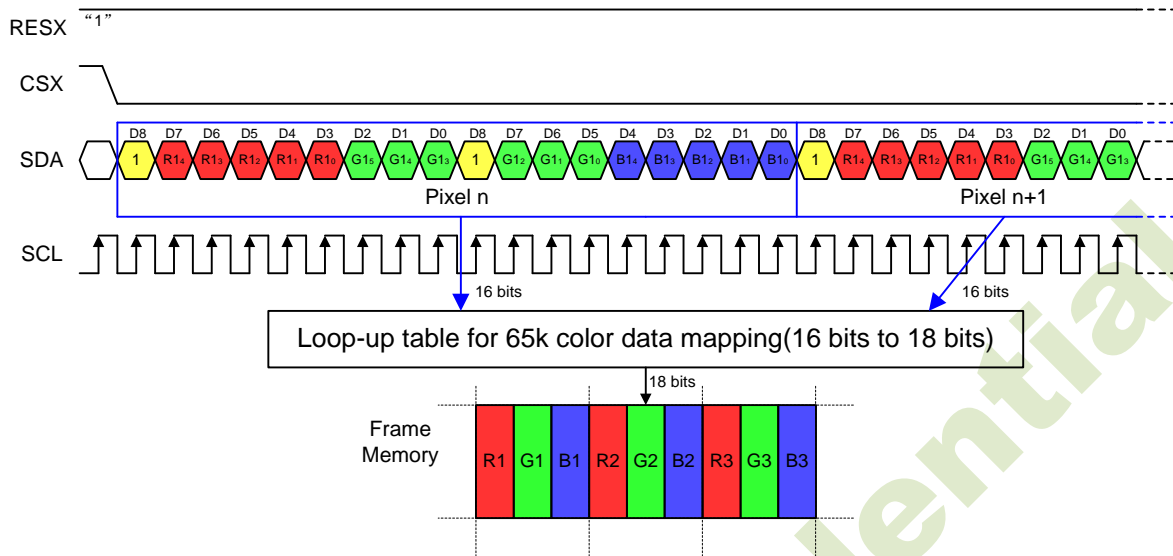 RESX "1"
CSX
D8 D7 D6 D5 D4 D3 D2 D1 D0 D8 D7 D6 D5 D4 D3 D2 D1 D0 D8 D7 D6 D5 D4 D3 D2 D1 D0
SDA 1 R14 R13 R12 R11 R10 G15 G14 G13 1 G12 G11 G10 B14 B13 B12 B11 B10 1 R14 R13 R12 R11 R10 G15 G14 G13
Pixel n Pixel n+1
SCL
16 bits 16 bits
Loop-up table for 65k color data mapping(16 bits to 18 bits)
18 bits
Frame
Memory
R1 G1 B1 R2 G2 B2 R3 G3 B3
dential